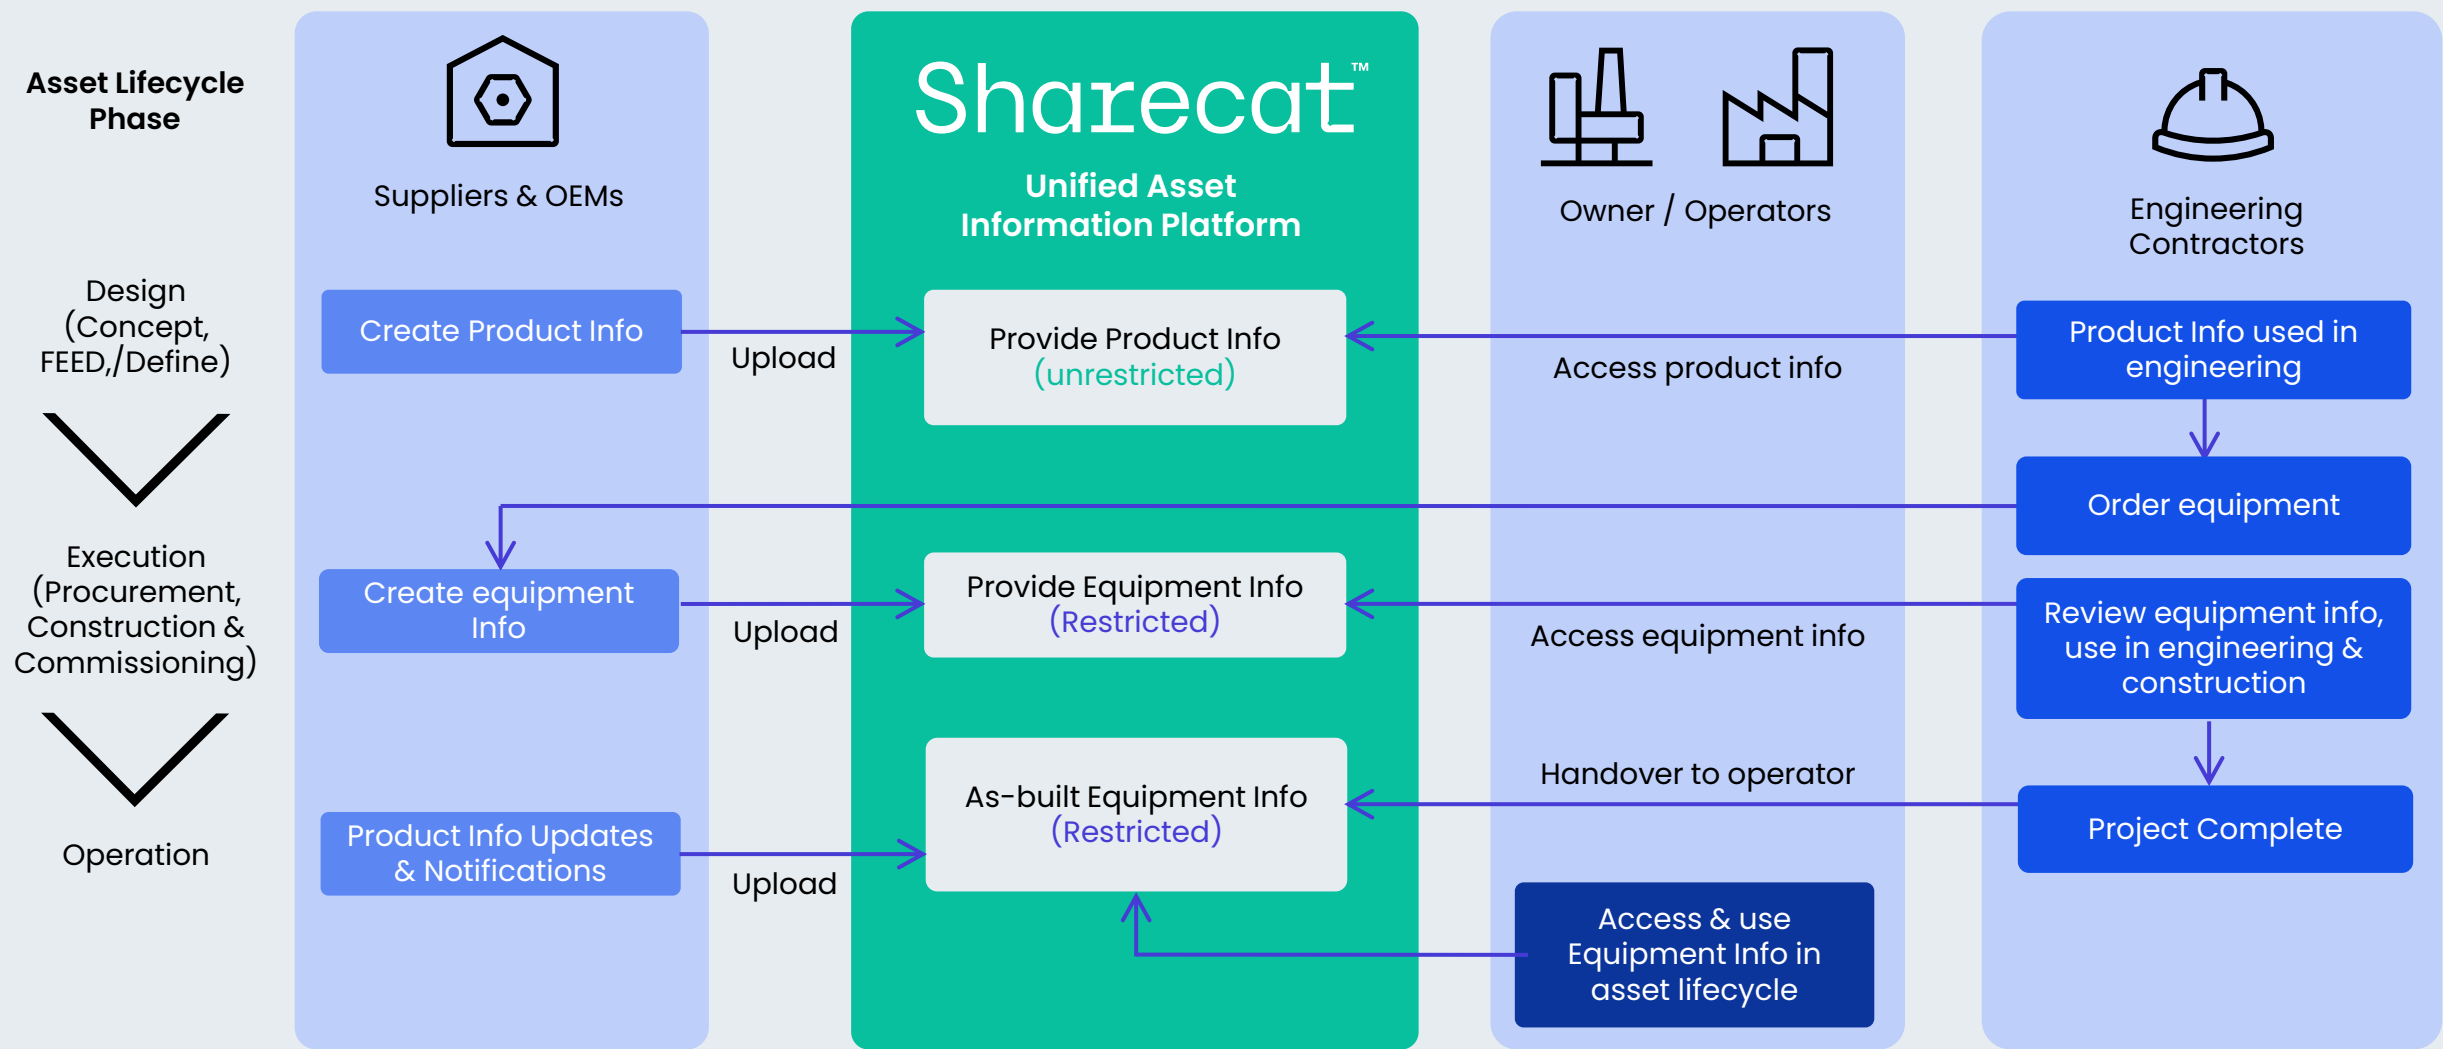 Asset Lifecycle
Phase
Suppliers & OEMs
Sharecat™
Unified Asset
Information Platform
Owner / Operators
Engineering
Contractors
Design
(Concept,
FEED,/Define)
Create Product Info
Upload
Provide Product Info
(unrestricted)
Access product info
Product Info used in
engineering
Order equipment
Execution
(Procurement,
Construction &
Commissioning)
Create equipment
Info
Upload
Provide Equipment Info
(Restricted)
Access equipment info
Review equipment info,
use in engineering &
construction
Operation
Product Info Updates
& Notifications
Upload
As-built Equipment Info
(Restricted)
Handover to operator
Project Complete
Access & use
Equipment Info in
asset lifecycle